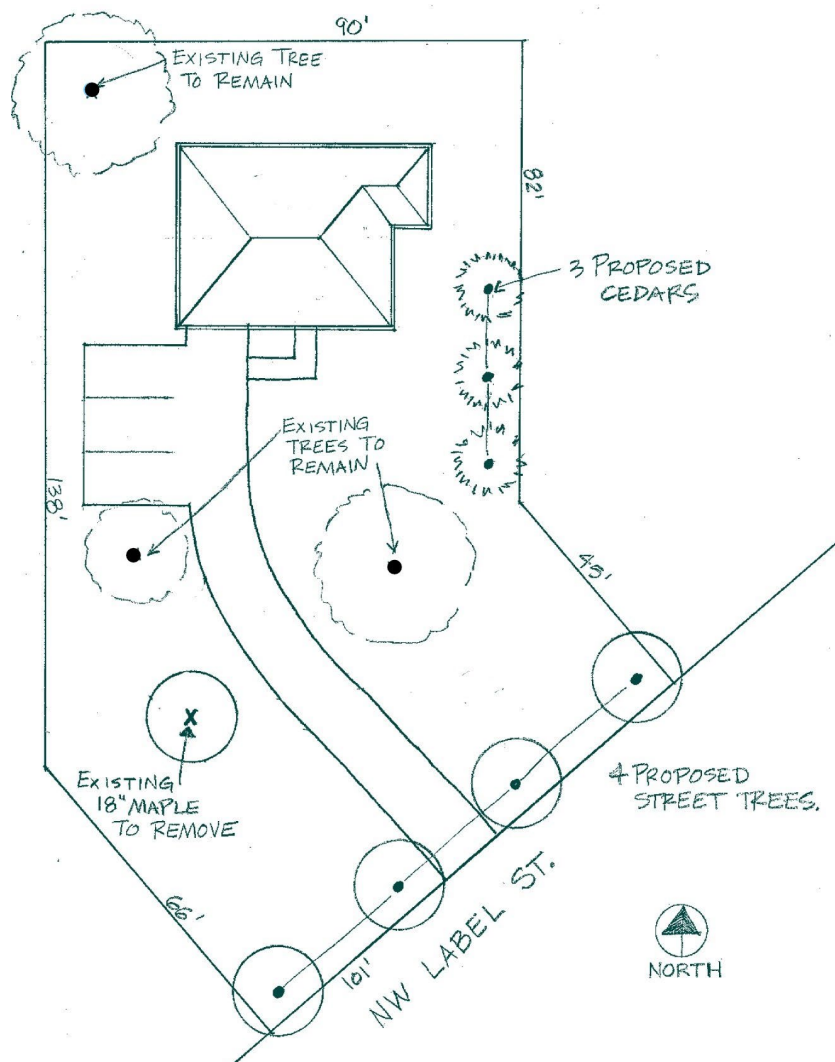 90'
EXISTING TREE
TO REMAIN
82'
3 PROPOSED
CEDARS
EXISTING
TREES TO
REMAIN
138'
45'
EXISTING
18" MAPLE
TO REMOVE
4 PROPOSED
STREET TREES.
66'
101'
NW LABEL ST.
NORTH